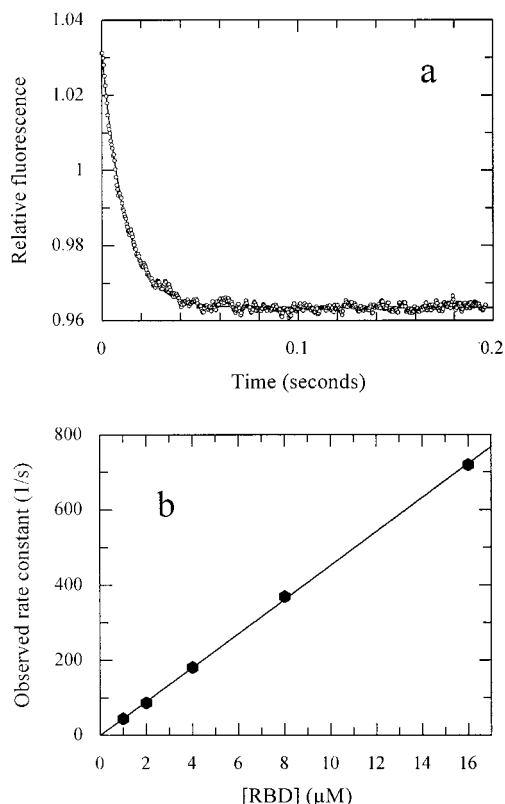 1.04
a
1.02
1
0.98
0.96
Relative fluorescence
0
0.1
0.2
Time (seconds)
800
b
600
400
200
0
Observed rate constant (1/s)
0 2 4 6 8 10 12 14 16
[RBD] (μM)